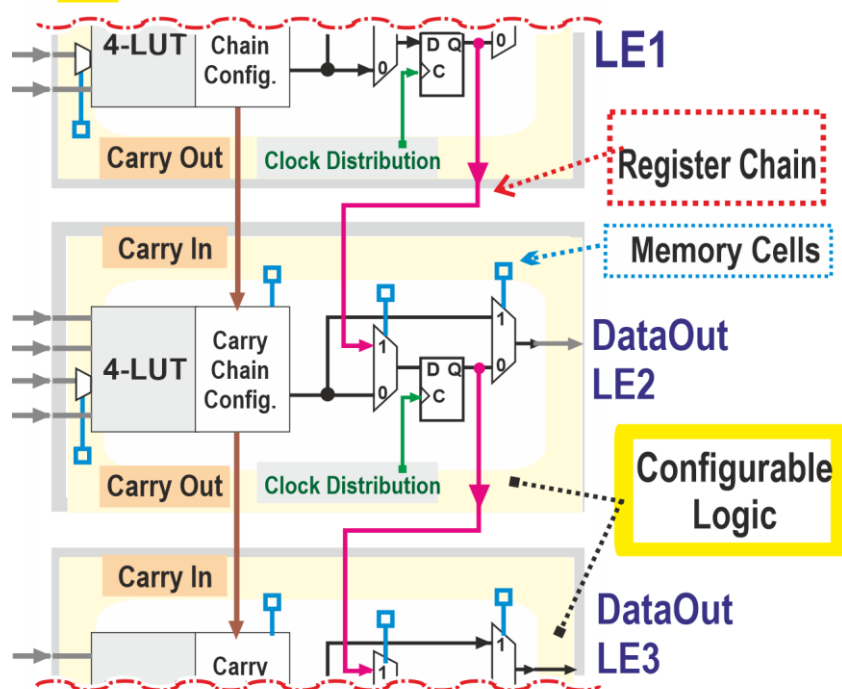 4-LUT
Chain
Config.
0
D Q
C
0
LE1
Carry Out
Clock Distribution
Register Chain
Carry In
Memory Cells
4-LUT
Carry
Chain
Config.
1
0
D Q
C
1
0
DataOut
LE2
Carry Out
Clock Distribution
Configurable
Logic
Carry In
DataOut
LE3
Carry
1
1